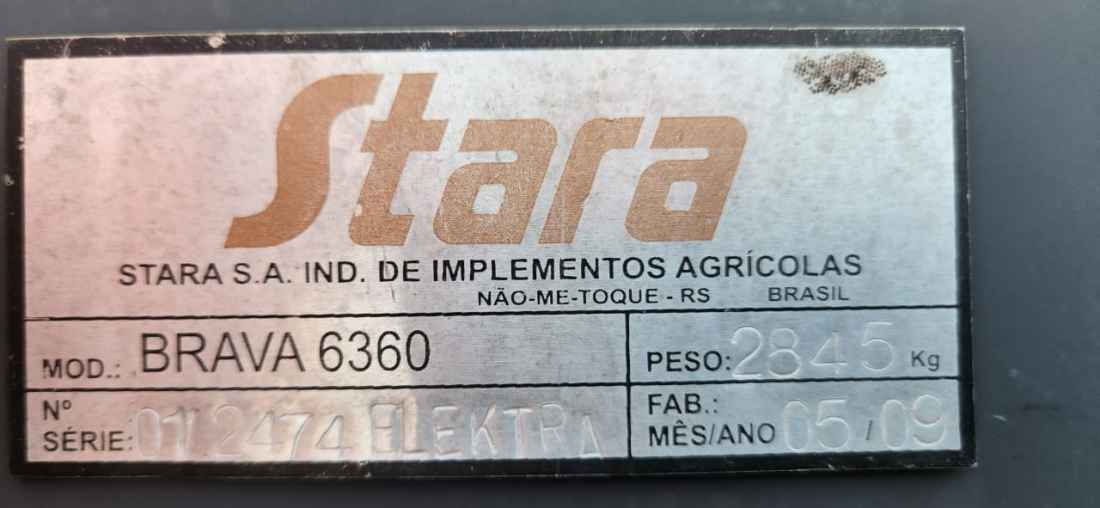 Stara
STARA S.A. IND. DE IMPLEMENTOS AGRÍCOLAS
NÃO-ME-TOQUE - RS BRASIL
MOD.: BRAVA 6360
PESO: 2845 Kg
Nº SÉRIE: 012474 ELEKTRA
FAB.: MÊS/ANO 05/09